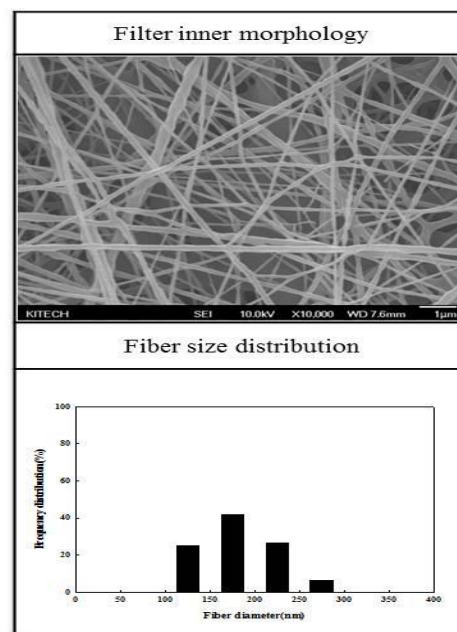 Filter inner morphology
KITECH SEI 10.0kV X10,000 WD 7.6mm 1μm
Fiber size distribution
100
80
60
40
20
0
Frequency distribution(%)
0 50 100 150 200 250 300 350 400
Fiber diameter(nm)